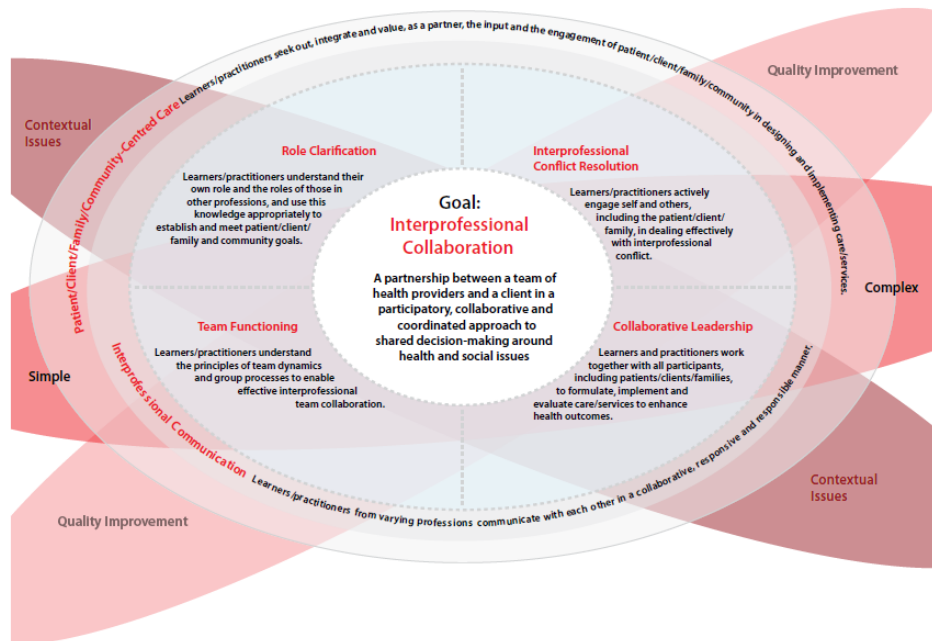 Patient/Client/Family/Community-Centred Care Learners/practitioners seek out, integrate and value, as a partner, the input and the engagement of patient/client/family/community in designing and implementing care/services.
Quality Improvement
Contextual
Issues
Role Clarification
Learners/practitioners understand their
own role and the roles of those in
other professions, and use this
knowledge appropriately to
establish and meet patient/client/
family and community goals.
Interprofessional
Conflict Resolution
Learners/practitioners actively
engage self and others,
including the patient/client/
family, in dealing effectively
with interprofessional
conflict.
Goal:
Interprofessional
Collaboration
A partnership between a team of
health providers and a client in a
participatory, collaborative and
coordinated approach to
shared decision-making around
health and social issues
Simple
Complex
Team Functioning
Learners/practitioners understand
the principles of team dynamics
and group processes to enable
effective interprofessional
team collaboration.
Collaborative Leadership
Learners and practitioners work
together with all participants,
including patients/clients/families,
to formulate, implement and
evaluate care/services to enhance
health outcomes.
Interprofessional Communication Learners/practitioners from varying professions communicate with each other in a collaborative, responsive and responsible manner.
Quality Improvement
Contextual
Issues